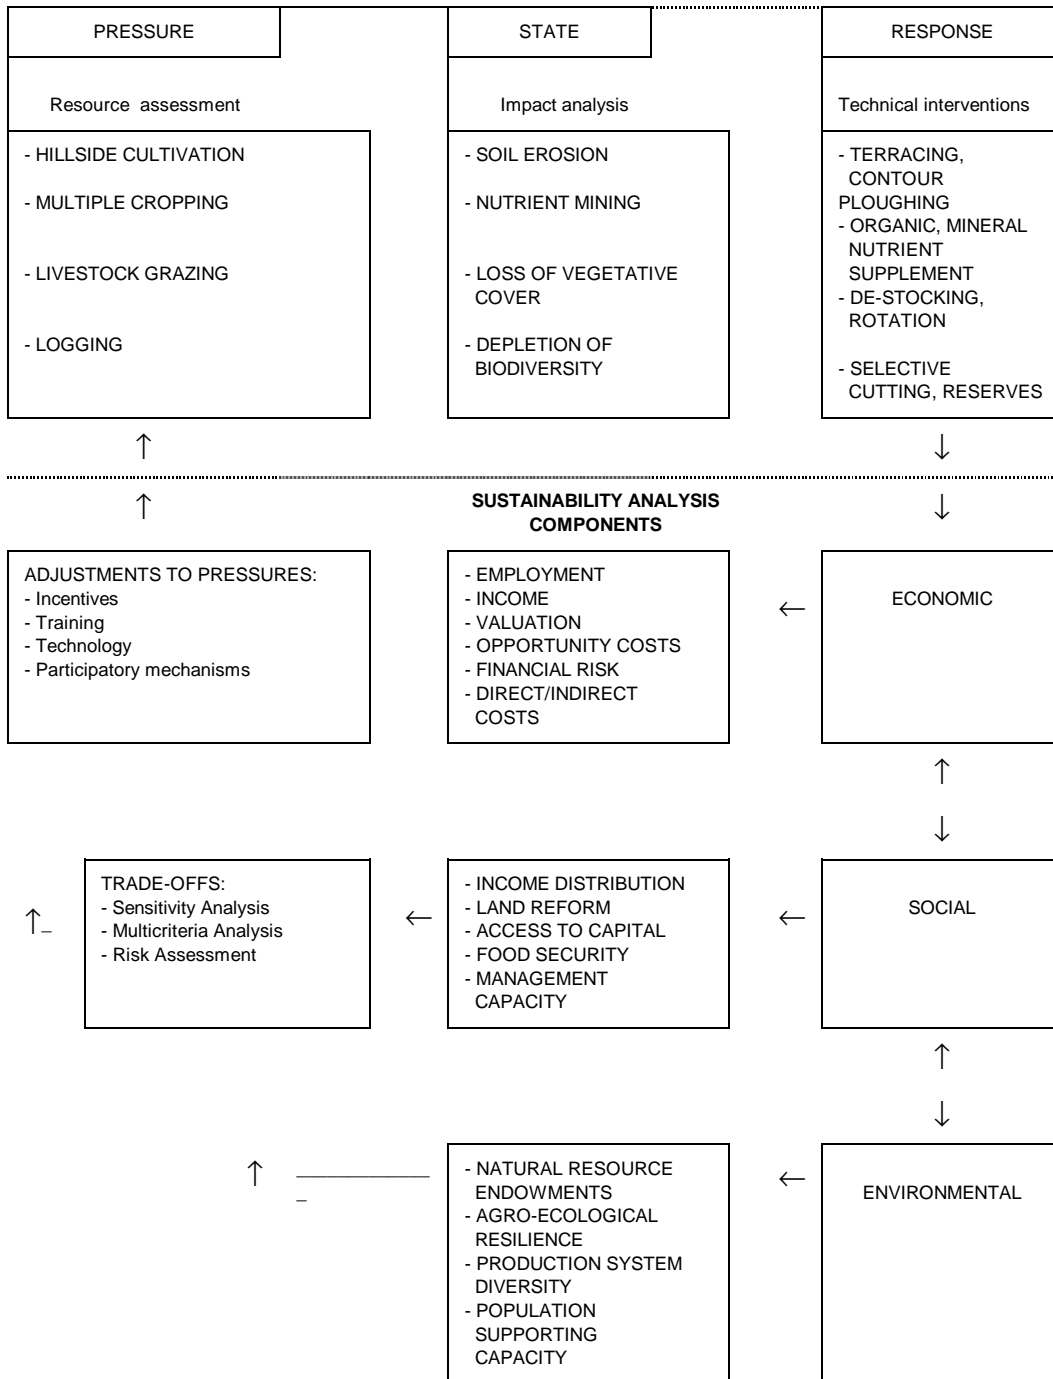 PRESSURE
STATE
RESPONSE
Resource assessment
Impact analysis
Technical interventions
- HILLSIDE CULTIVATION
- MULTIPLE CROPPING
- LIVESTOCK GRAZING
- LOGGING
- SOIL EROSION
- NUTRIENT MINING
- LOSS OF VEGETATIVE
COVER
- DEPLETION OF
BIODIVERSITY
- TERRACING,
CONTOUR
PLOUGHING
- ORGANIC, MINERAL
NUTRIENT
SUPPLEMENT
- DE-STOCKING,
ROTATION
- SELECTIVE
CUTTING, RESERVES
↑
↓
↑
SUSTAINABILITY ANALYSIS
COMPONENTS
↓
ADJUSTMENTS TO PRESSURES:
- Incentives
- Training
- Technology
- Participatory mechanisms
- EMPLOYMENT
- INCOME
- VALUATION
- OPPORTUNITY COSTS
- FINANCIAL RISK
- DIRECT/INDIRECT
COSTS
←
ECONOMIC
↑
↓
↑_
TRADE-OFFS:
- Sensitivity Analysis
- Multicriteria Analysis
- Risk Assessment
←
- INCOME DISTRIBUTION
- LAND REFORM
- ACCESS TO CAPITAL
- FOOD SECURITY
- MANAGEMENT
CAPACITY
←
SOCIAL
↑
↓
↑
- NATURAL RESOURCE
ENDOWMENTS
- AGRO-ECOLOGICAL
RESILIENCE
- PRODUCTION SYSTEM
DIVERSITY
- POPULATION
SUPPORTING
CAPACITY
←
ENVIRONMENTAL